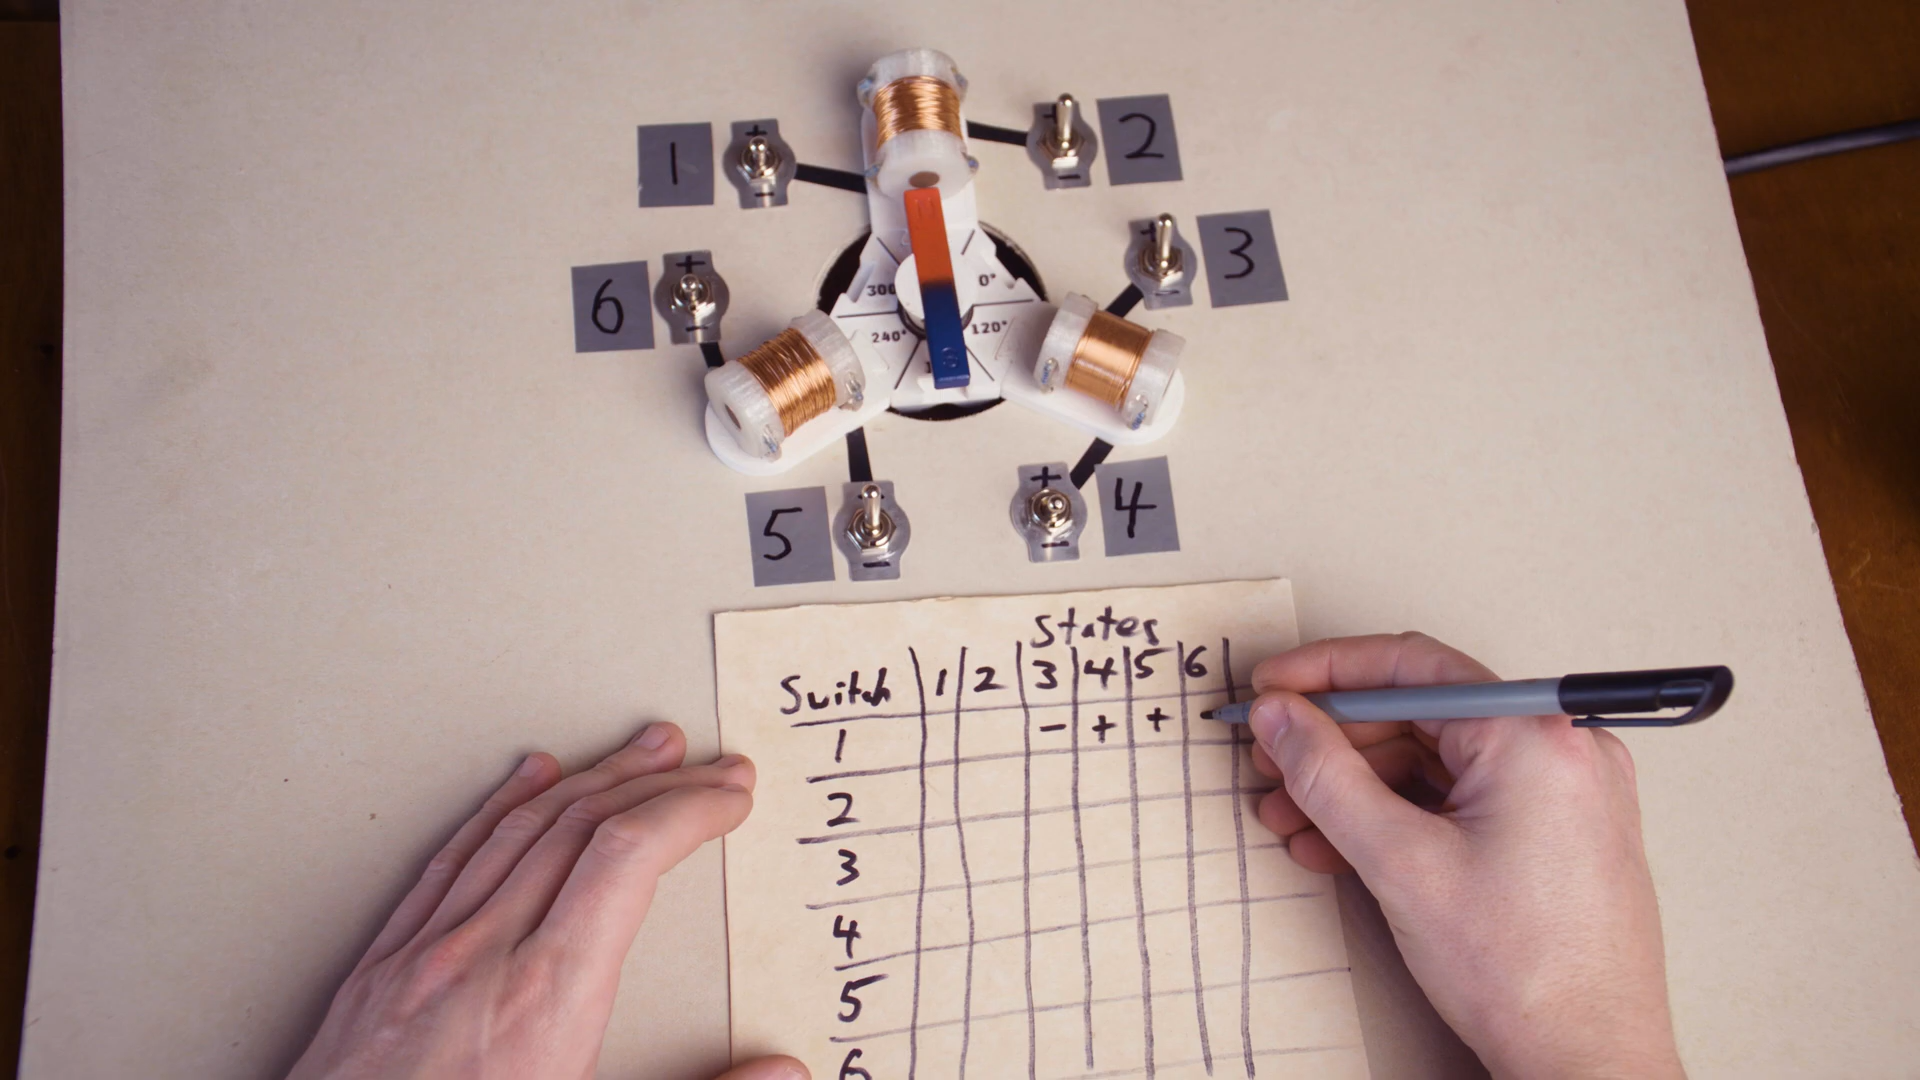 1 + -
2 + -
3 + -
6 + -
300 0°
240° 120°
5 -
+ - 4
States
Switch 1 2 3 4 5 6
1 - + + -
2
3
4
5
6